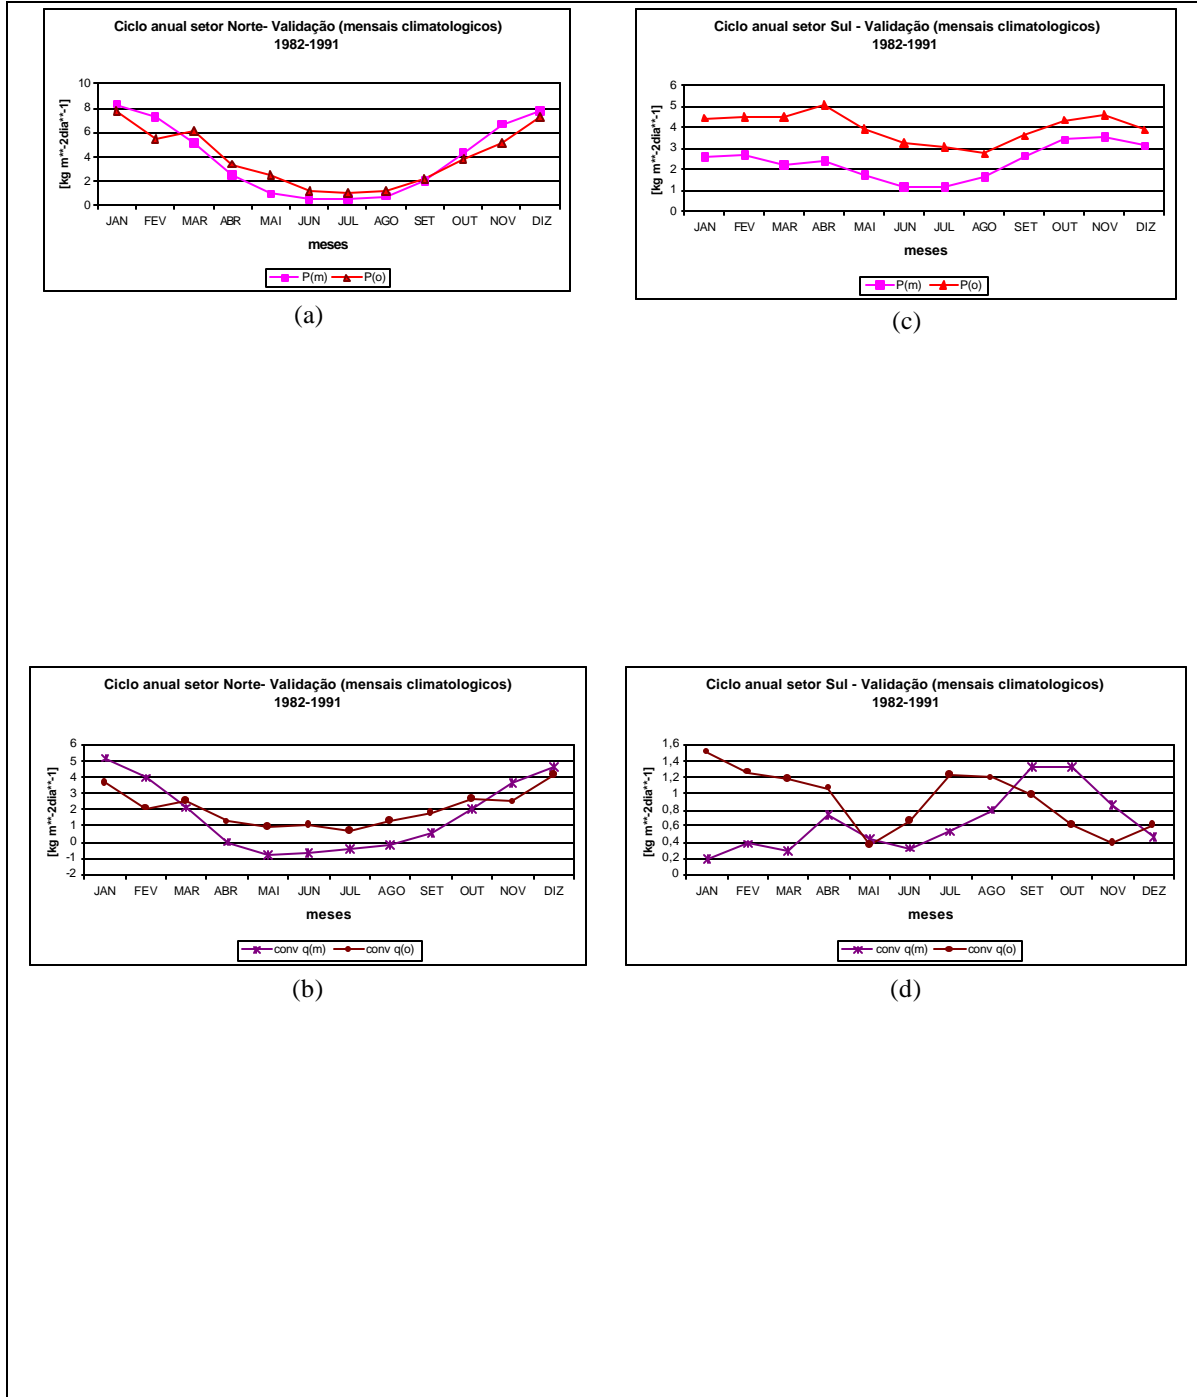 Ciclo anual setor Norte- Validação (mensais climatologicos)
1982-1991
[kg m**-2dia**-1]
10
8
6
4
2
0
JAN FEV MAR ABR MAI JUN JUL AGO SET OUT NOV DIZ
meses
P(m) P(o)
(a)
Ciclo anual setor Sul - Validação (mensais climatologicos)
1982-1991
[kg m**-2dia**-1]
6
5
4
3
2
1
0
JAN FEV MAR ABR MAI JUN JUL AGO SET OUT NOV DIZ
meses
P(m) P(o)
(c)
Ciclo anual setor Norte- Validação (mensais climatologicos)
1982-1991
[kg m**-2dia**-1]
6
5
4
3
2
1
0
-1
-2
JAN FEV MAR ABR MAI JUN JUL AGO SET OUT NOV DIZ
meses
conv q(m) conv q(o)
(b)
Ciclo anual setor Sul - Validação (mensais climatologicos)
1982-1991
[kg m**-2dia**-1]
1,6
1,4
1,2
1
0,8
0,6
0,4
0,2
0
JAN FEV MAR ABR MAI JUN JUL AGO SET OUT NOV DEZ
meses
conv q(m) conv q(o)
(d)